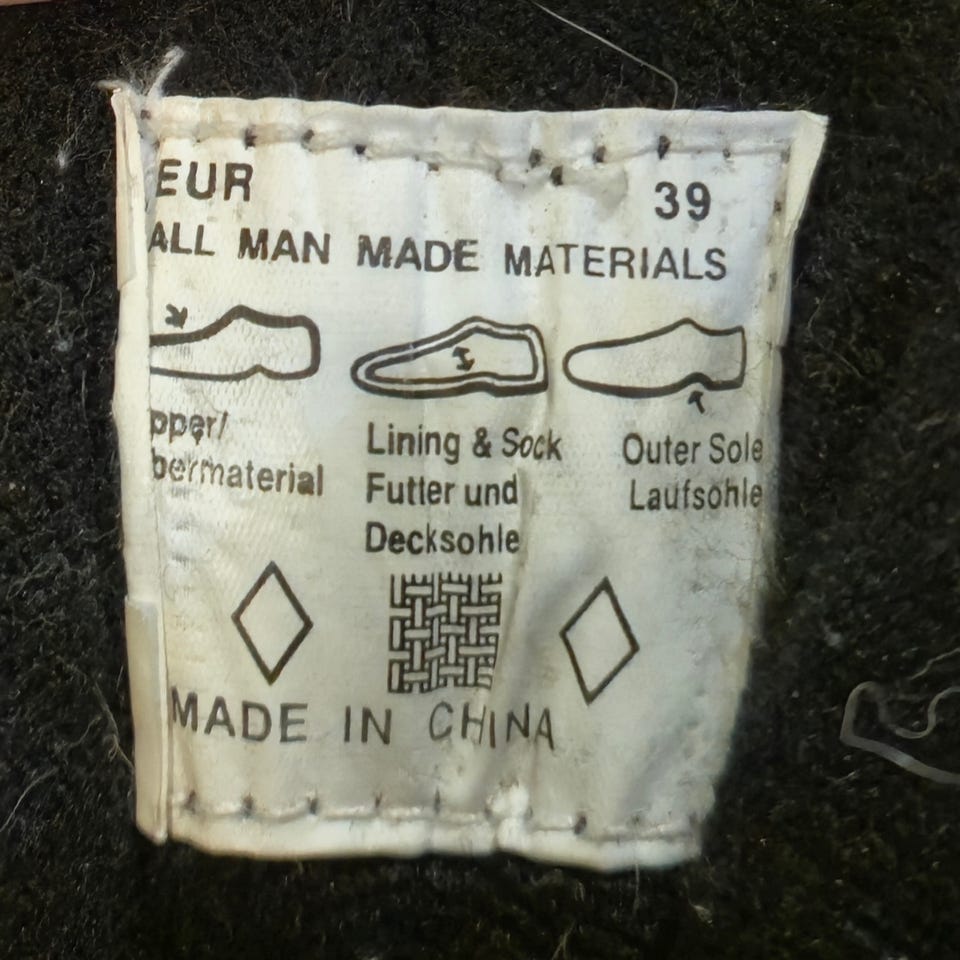 EUR 39
ALL MAN MADE MATERIALS
pper/ Lining & Sock Outer Sole
bermaterial Futter und Laufsohle
Decksohle
MADE IN CHINA